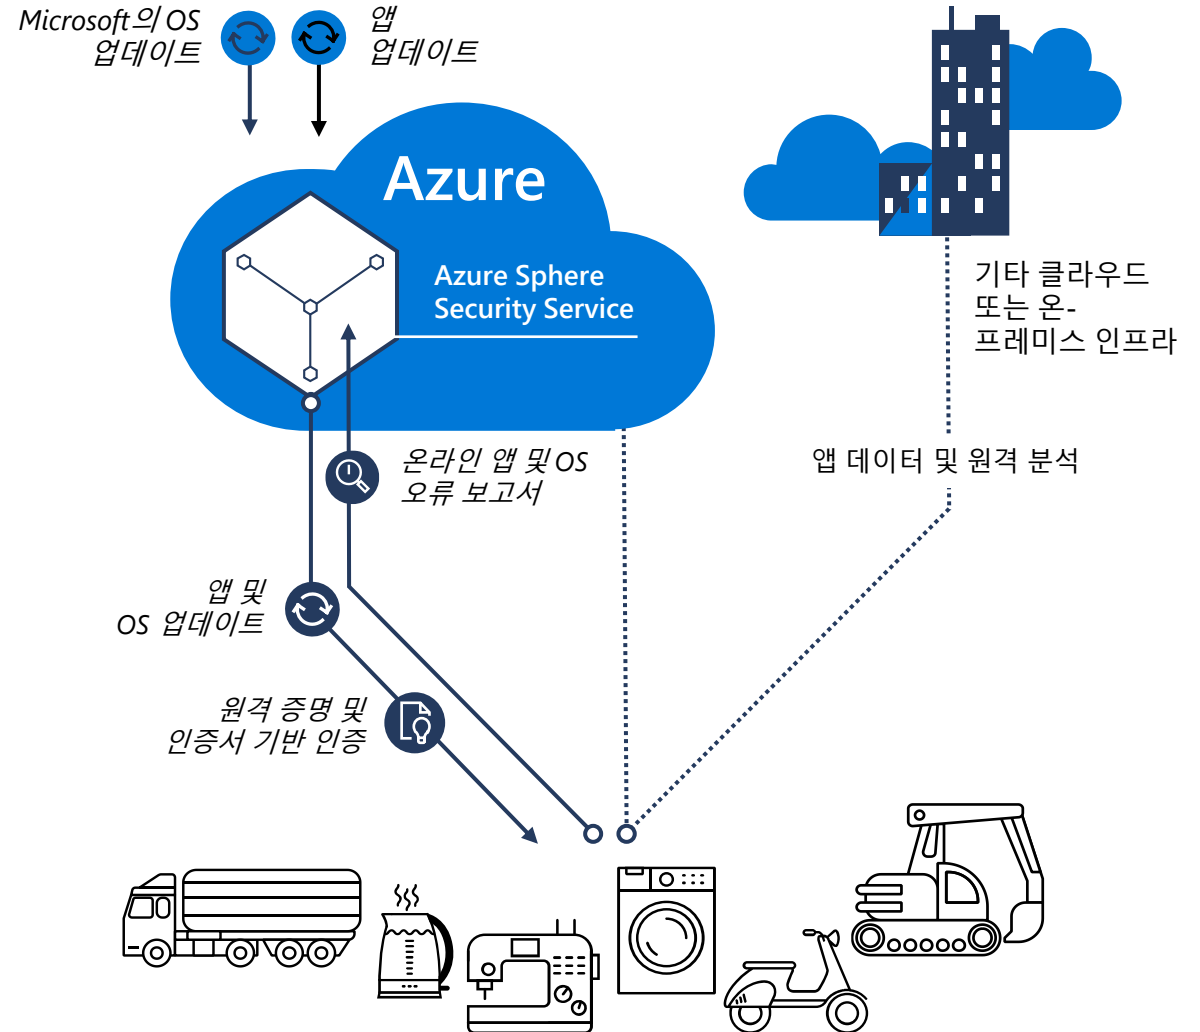 Microsoft의 OS
업데이트
앱
업데이트
Azure
Azure Sphere
Security Service
기타 클라우드
또는 온-
프레미스 인프라
온라인 앱 및 OS
오류 보고서
앱 데이터 및 원격 분석
앱 및
OS 업데이트
원격 증명 및
인증서 기반 인증